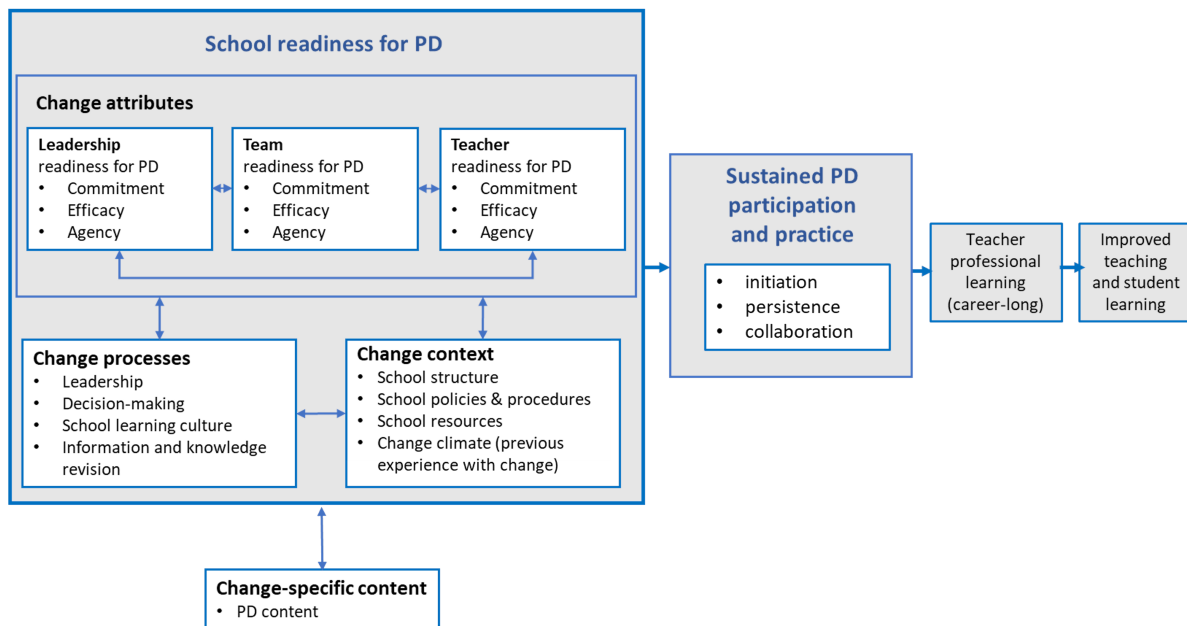 School readiness for PD
Change attributes
Leadership
readiness for PD
• Commitment
• Efficacy
• Agency
Team
readiness for PD
• Commitment
• Efficacy
• Agency
Teacher
readiness for PD
• Commitment
• Efficacy
• Agency
Change processes
• Leadership
• Decision-making
• School learning culture
• Information and knowledge
revision
Change context
• School structure
• School policies & procedures
• School resources
• Change climate (previous
experience with change)
Change-specific content
• PD content
Sustained PD
participation
and practice
• initiation
• persistence
• collaboration
Teacher
professional
learning
(career-long)
Improved
teaching
and student
learning